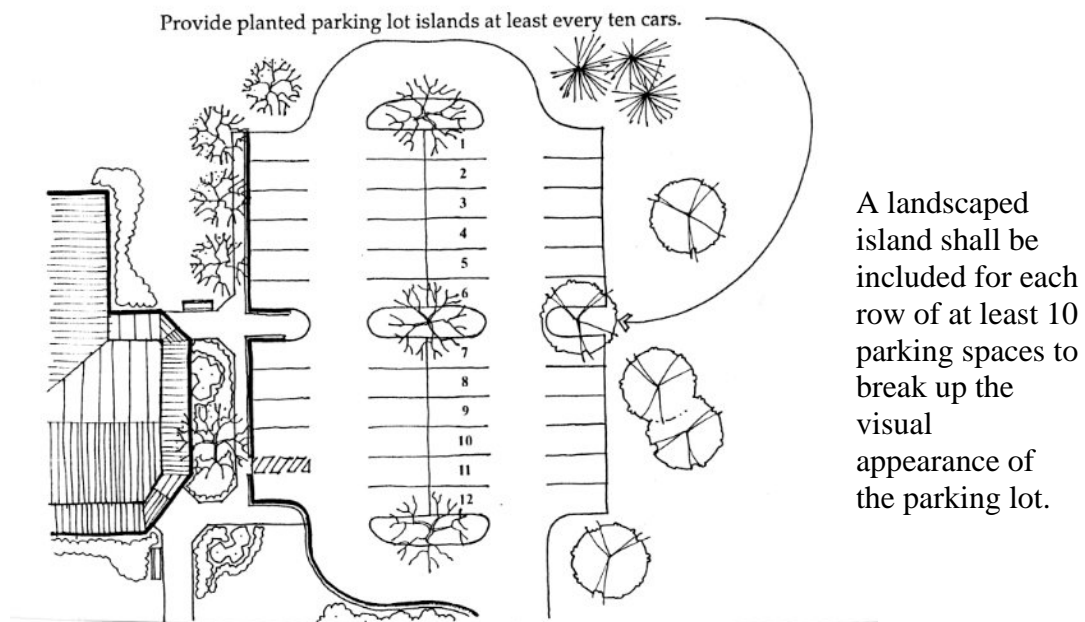 Provide planted parking lot islands at least every ten cars.
1
2
3
4
5
6
7
8
9
10
11
12
A landscaped
island shall be
included for each
row of at least 10
parking spaces to
break up the
visual
appearance of
the parking lot.